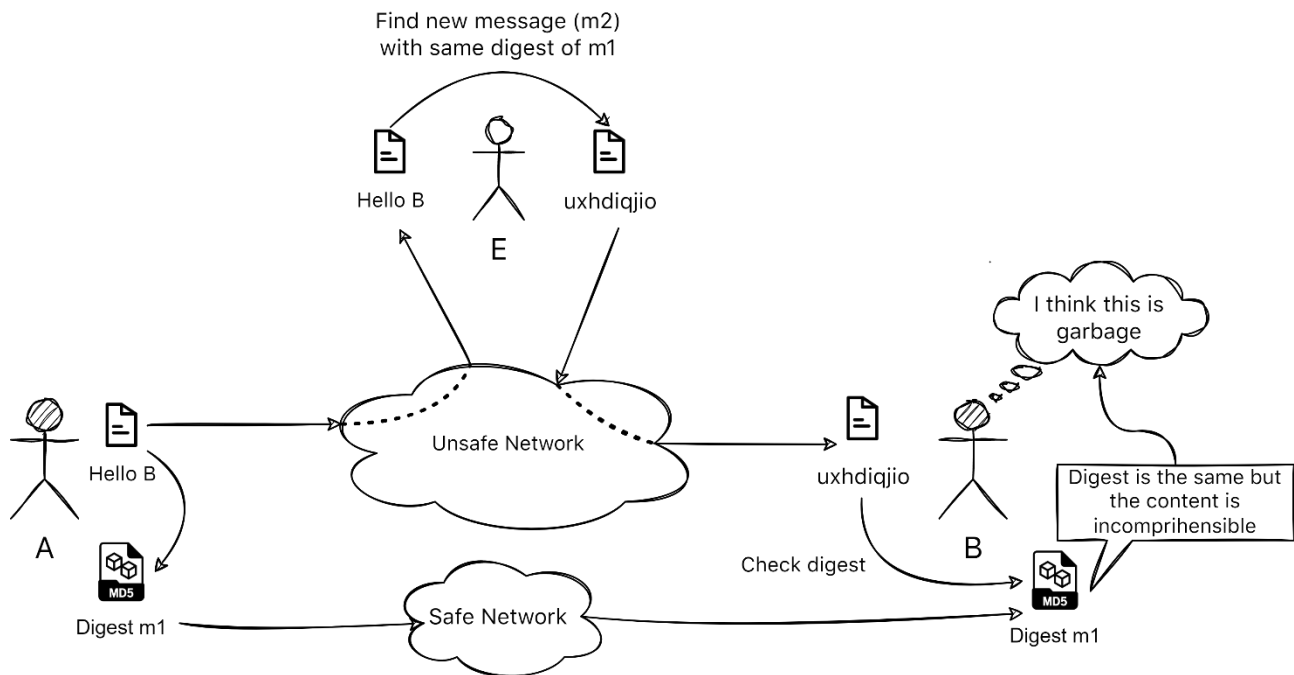 Find new message (m2)
with same digest of m1
Hello B
uxhdiqjio
E
I think this is
garbage
Unsafe Network
Hello B
A
uxhdiqjio
B
Digest is the same but
the content is
incomprihensible
Check digest
MD5
Digest m1
Safe Network
MD5
Digest m1